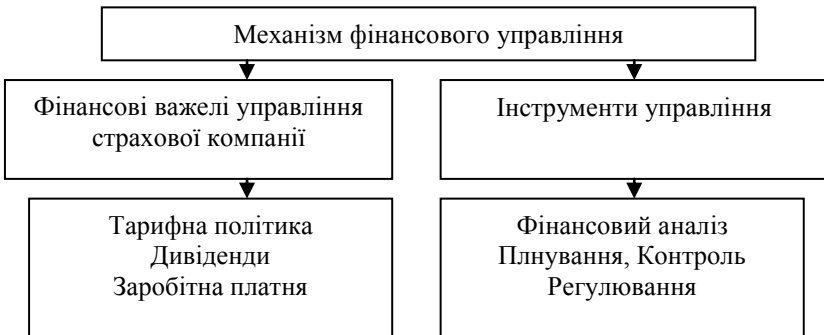 Механізм фінансового управління
Фінансові важелі управління
страхової компанії
Інструменти управління
Тарифна політика
Дивіденди
Заробітна платня
Фінансовий аналіз
Плнування, Контроль
Регулювання